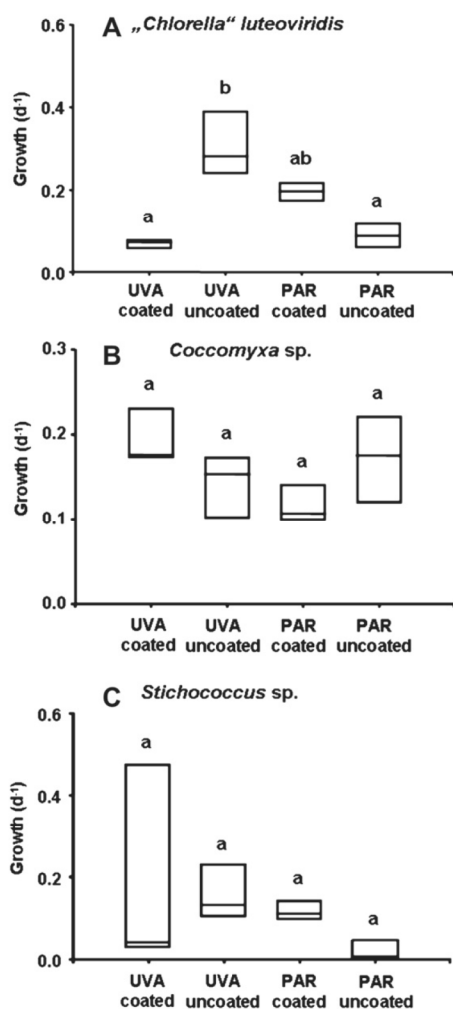 A „Chlorella“ luteoviridis
0.6
0.4
0.2
0.0
Growth (d-1)
a
b
ab
a
UVA coated
UVA uncoated
PAR coated
PAR uncoated
B Coccomyxa sp.
0.3
0.2
0.1
0.0
Growth (d-1)
a
a
a
a
UVA coated
UVA uncoated
PAR coated
PAR uncoated
C Stichococcus sp.
0.6
0.4
0.2
0.0
Growth (d-1)
a
a
a
a
UVA coated
UVA uncoated
PAR coated
PAR uncoated